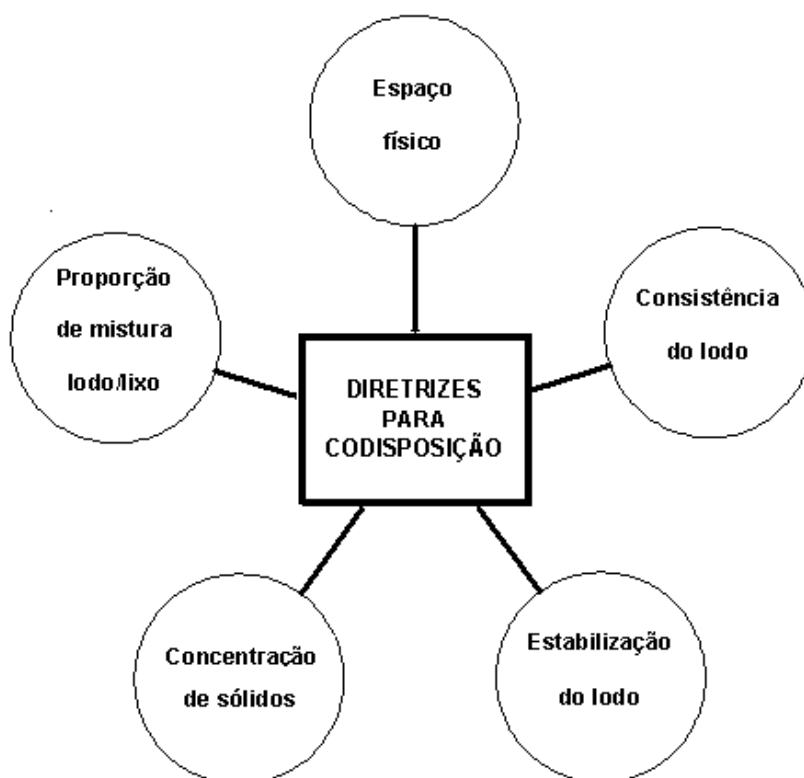 Espaço
físico
Proporção
de mistura
lodo/lixo
Consistência
do lodo
DIRETRIZES
PARA
CODISPOSIÇÃO
Concentração
de sólidos
Estabilização
do lodo